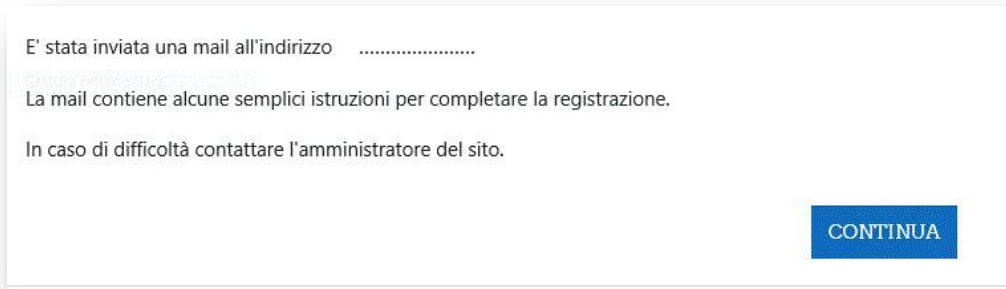 E' stata inviata una mail all'indirizzo ......................
La mail contiene alcune semplici istruzioni per completare la registrazione.
In caso di difficoltà contattare l'amministratore del sito.
CONTINUA